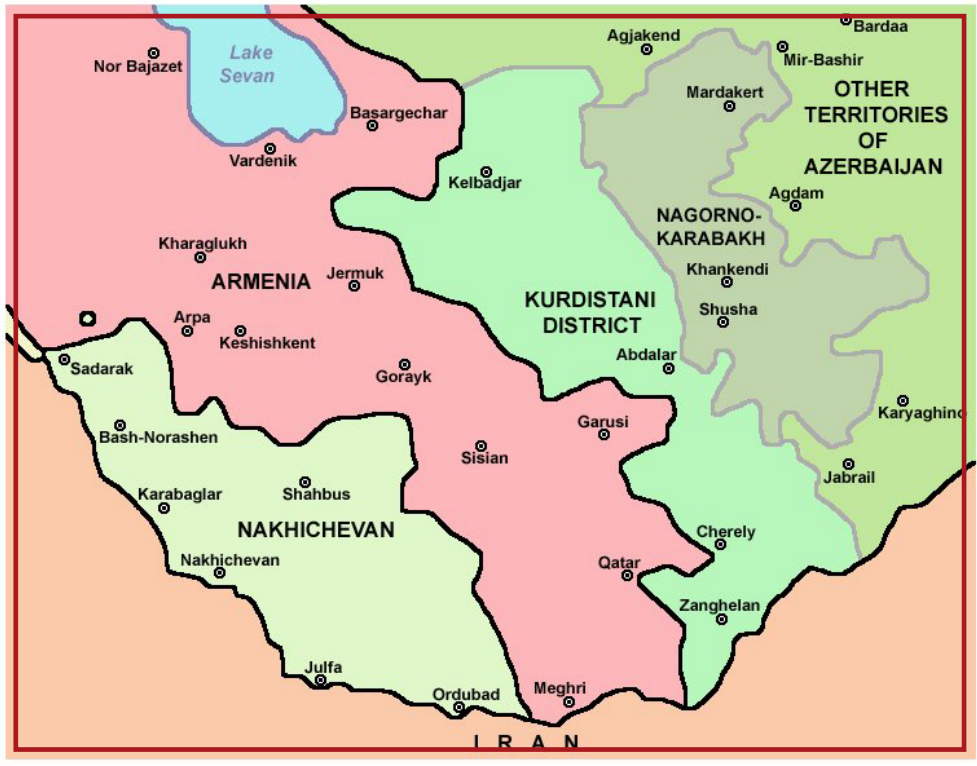 Bardaa
Agjakend
Lake
Sevan
Nor Bajazet
Mir-Bashir
Mardakert
OTHER
TERRITORIES
OF
AZERBAIJAN
Basargechar
Vardenik
Kelbadjar
Agdam
NAGORNO-
KARABAKH
Kharaglukh
Jermuk
ARMENIA
Khankendi
KURDISTANI
DISTRICT
Shusha
Arpa
Keshishkent
Abdalar
Sadarak
Gorayk
Karyaghino
Garusi
Bash-Norashen
Sisian
Jabrail
Karabaglar
Shahbus
NAKHICHEVAN
Cherely
Nakhichevan
Qatar
Zanghelan
Julfa
Ordubad
Meghri
IRAN